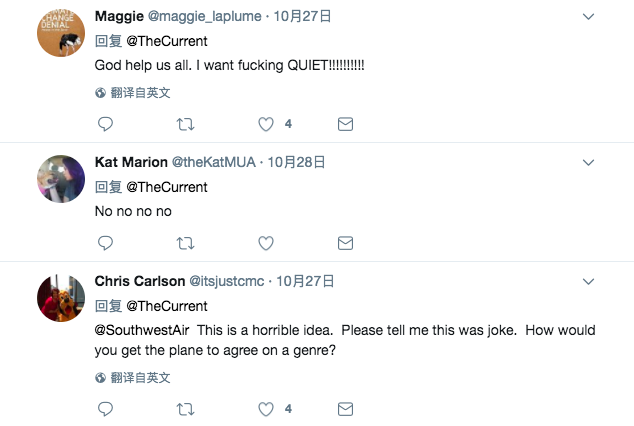 CHANGE
DENIAL
Maggie @maggie_laplume · 10月27日
回复 @TheCurrent
God help us all. I want fucking QUIET!!!!!!!!!!
翻译自英文
4
Kat Marion @theKatMUA · 10月28日
回复 @TheCurrent
No no no no
Chris Carlson @itsjustcmc · 10月27日
回复 @TheCurrent
@SouthwestAir This is a horrible idea. Please tell me this was joke. How would
you get the plane to agree on a genre?
翻译自英文
4